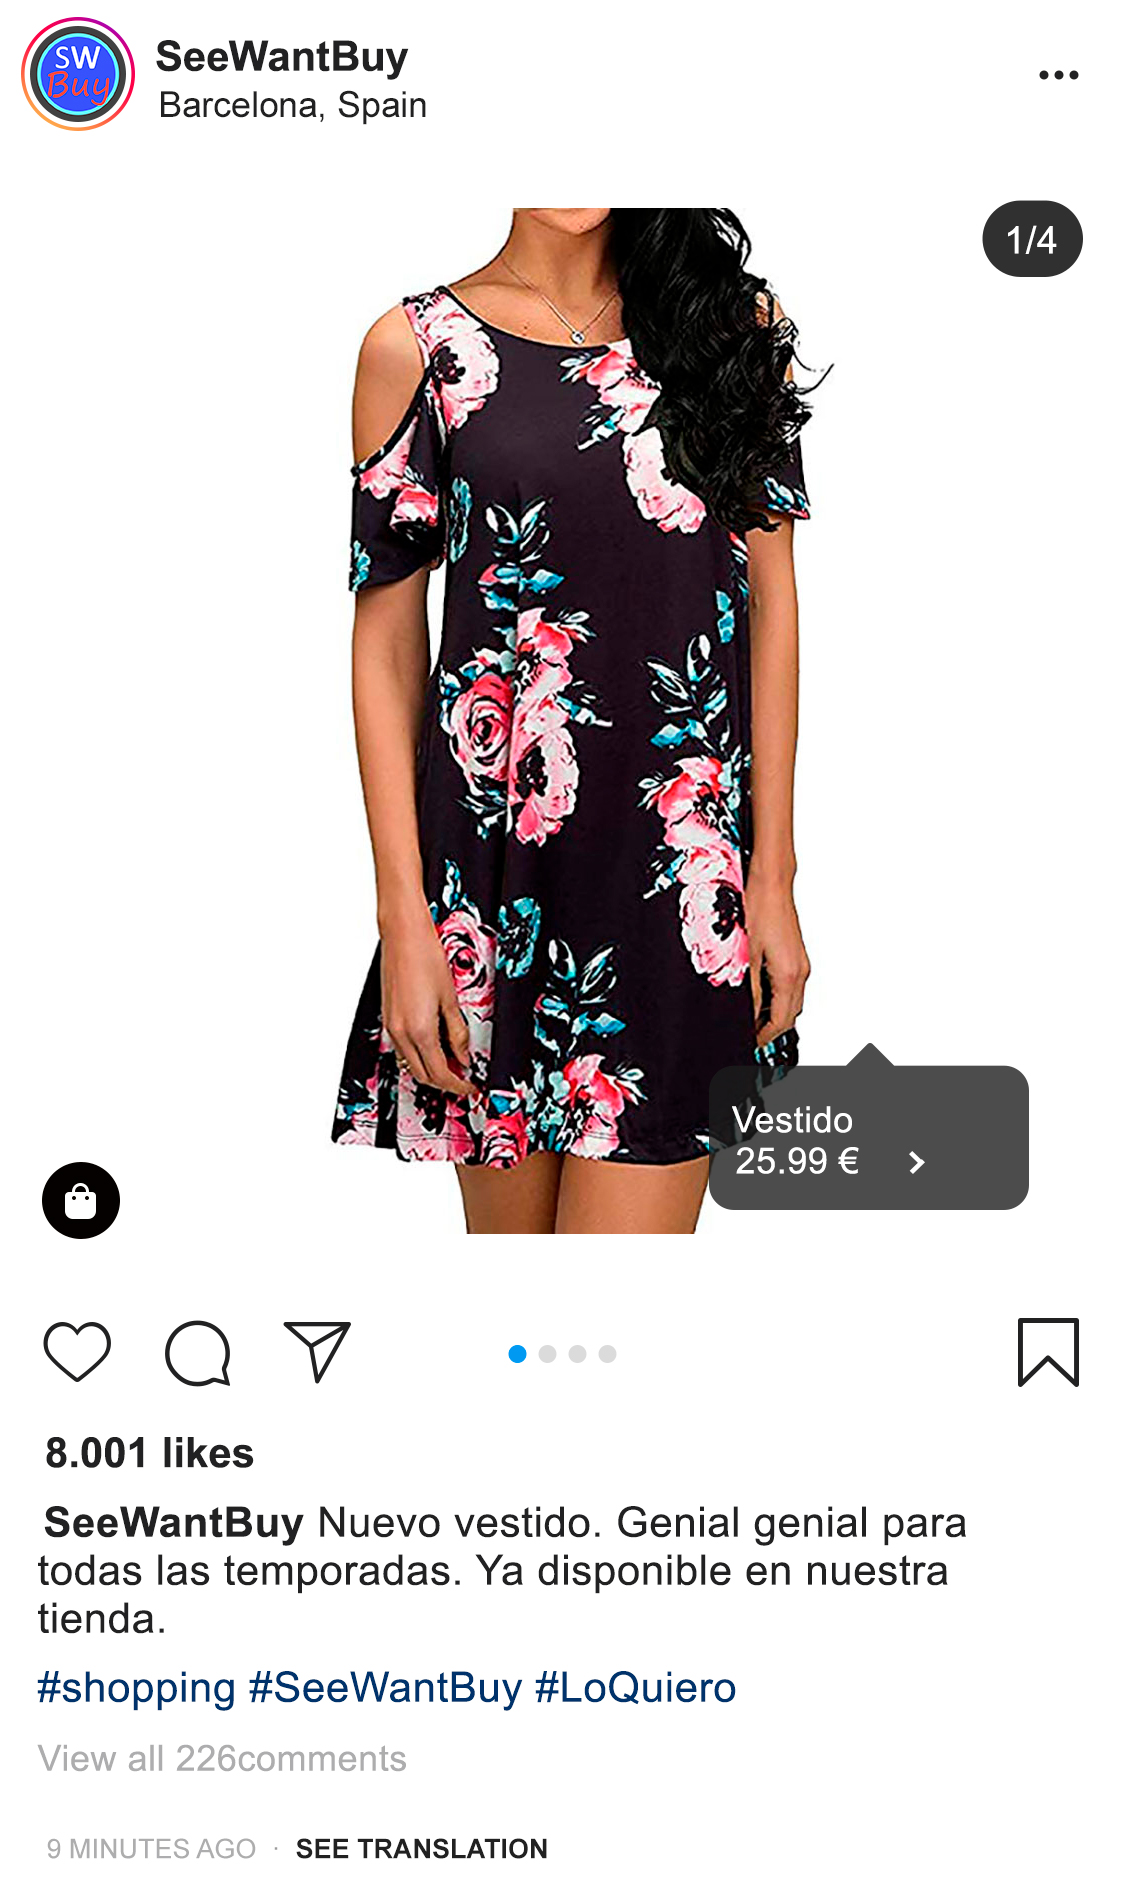 SW
Buy
SeeWantBuy
Barcelona, Spain
1/4
Vestido
25.99 €
8.001 likes
SeeWantBuy Nuevo vestido. Genial genial para
todas las temporadas. Ya disponible en nuestra
tienda.
#shopping #SeeWantBuy #LoQuiero
View all 226comments
9 MINUTES AGO · SEE TRANSLATION